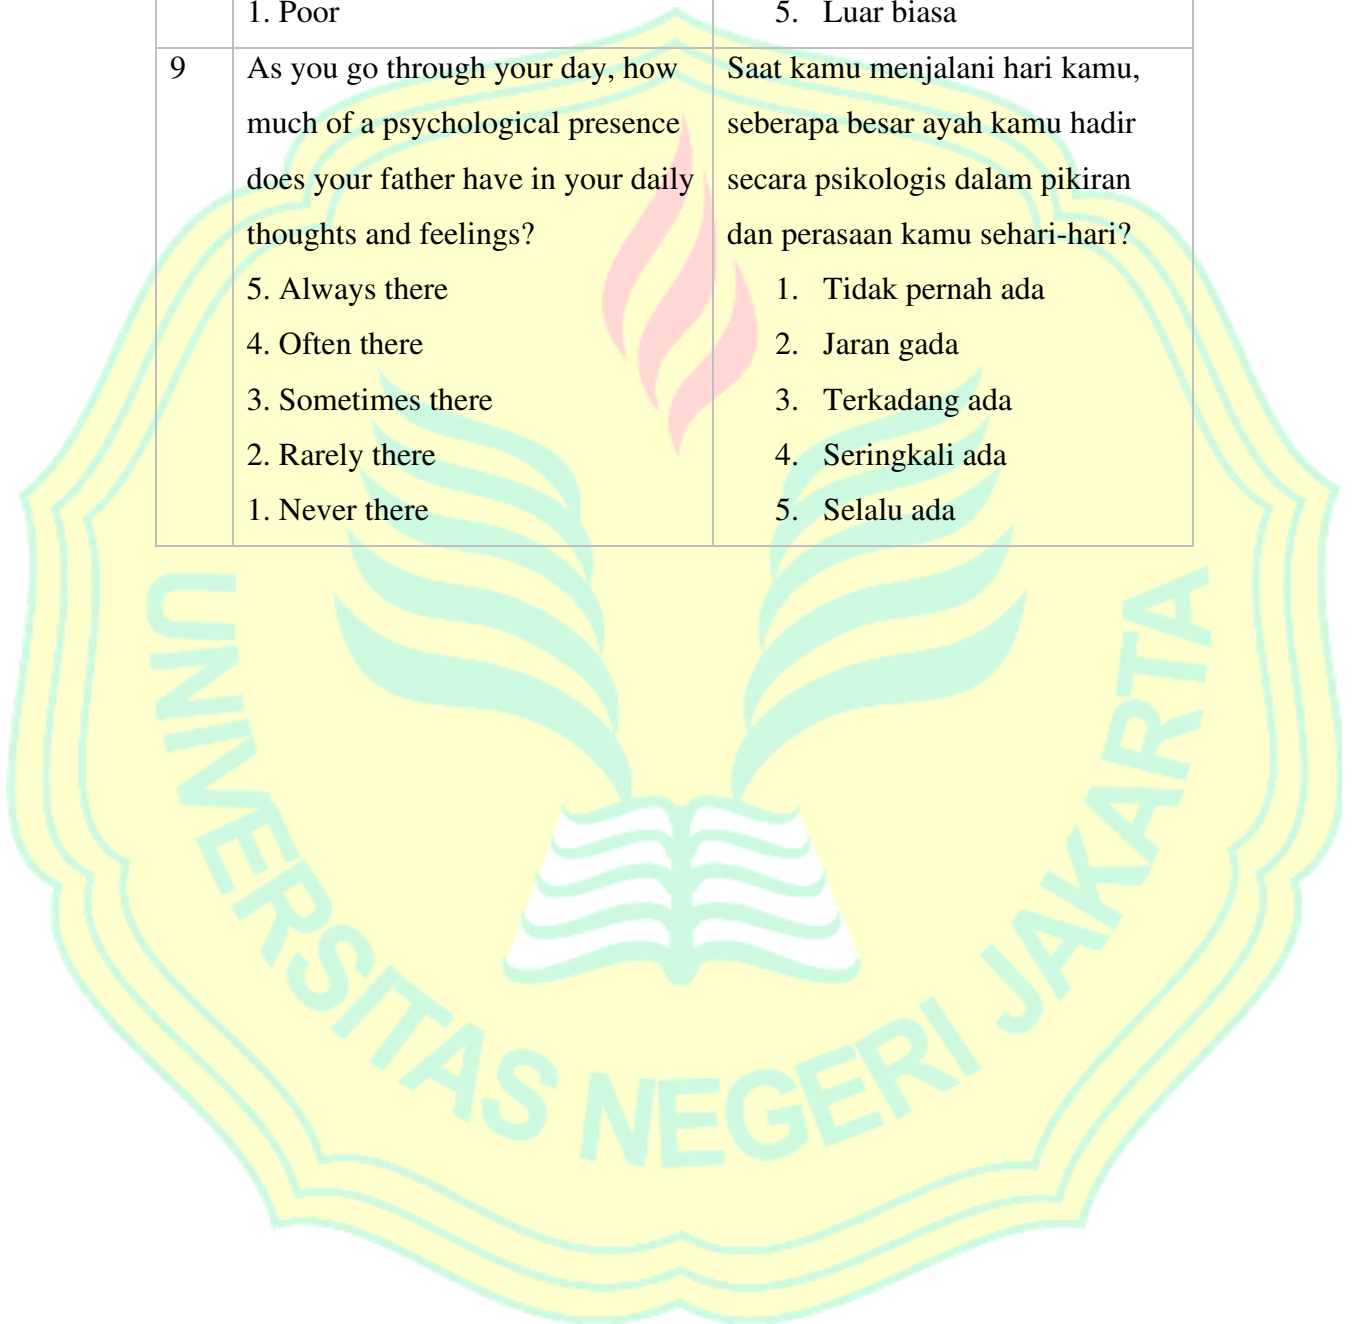 1. Poor
5. Luar biasa
9
As you go through your day, how
much of a psychological presence
does your father have in your daily
thoughts and feelings?
5. Always there
4. Often there
3. Sometimes there
2. Rarely there
1. Never there
Saat kamu menjalani hari kamu,
seberapa besar ayah kamu hadir
secara psikologis dalam pikiran
dan perasaan kamu sehari-hari?
1. Tidak pernah ada
2. Jaran gada
3. Terkadang ada
4. Seringkali ada
5. Selalu ada
UNIVERSITAS NEGERI JAKARTA